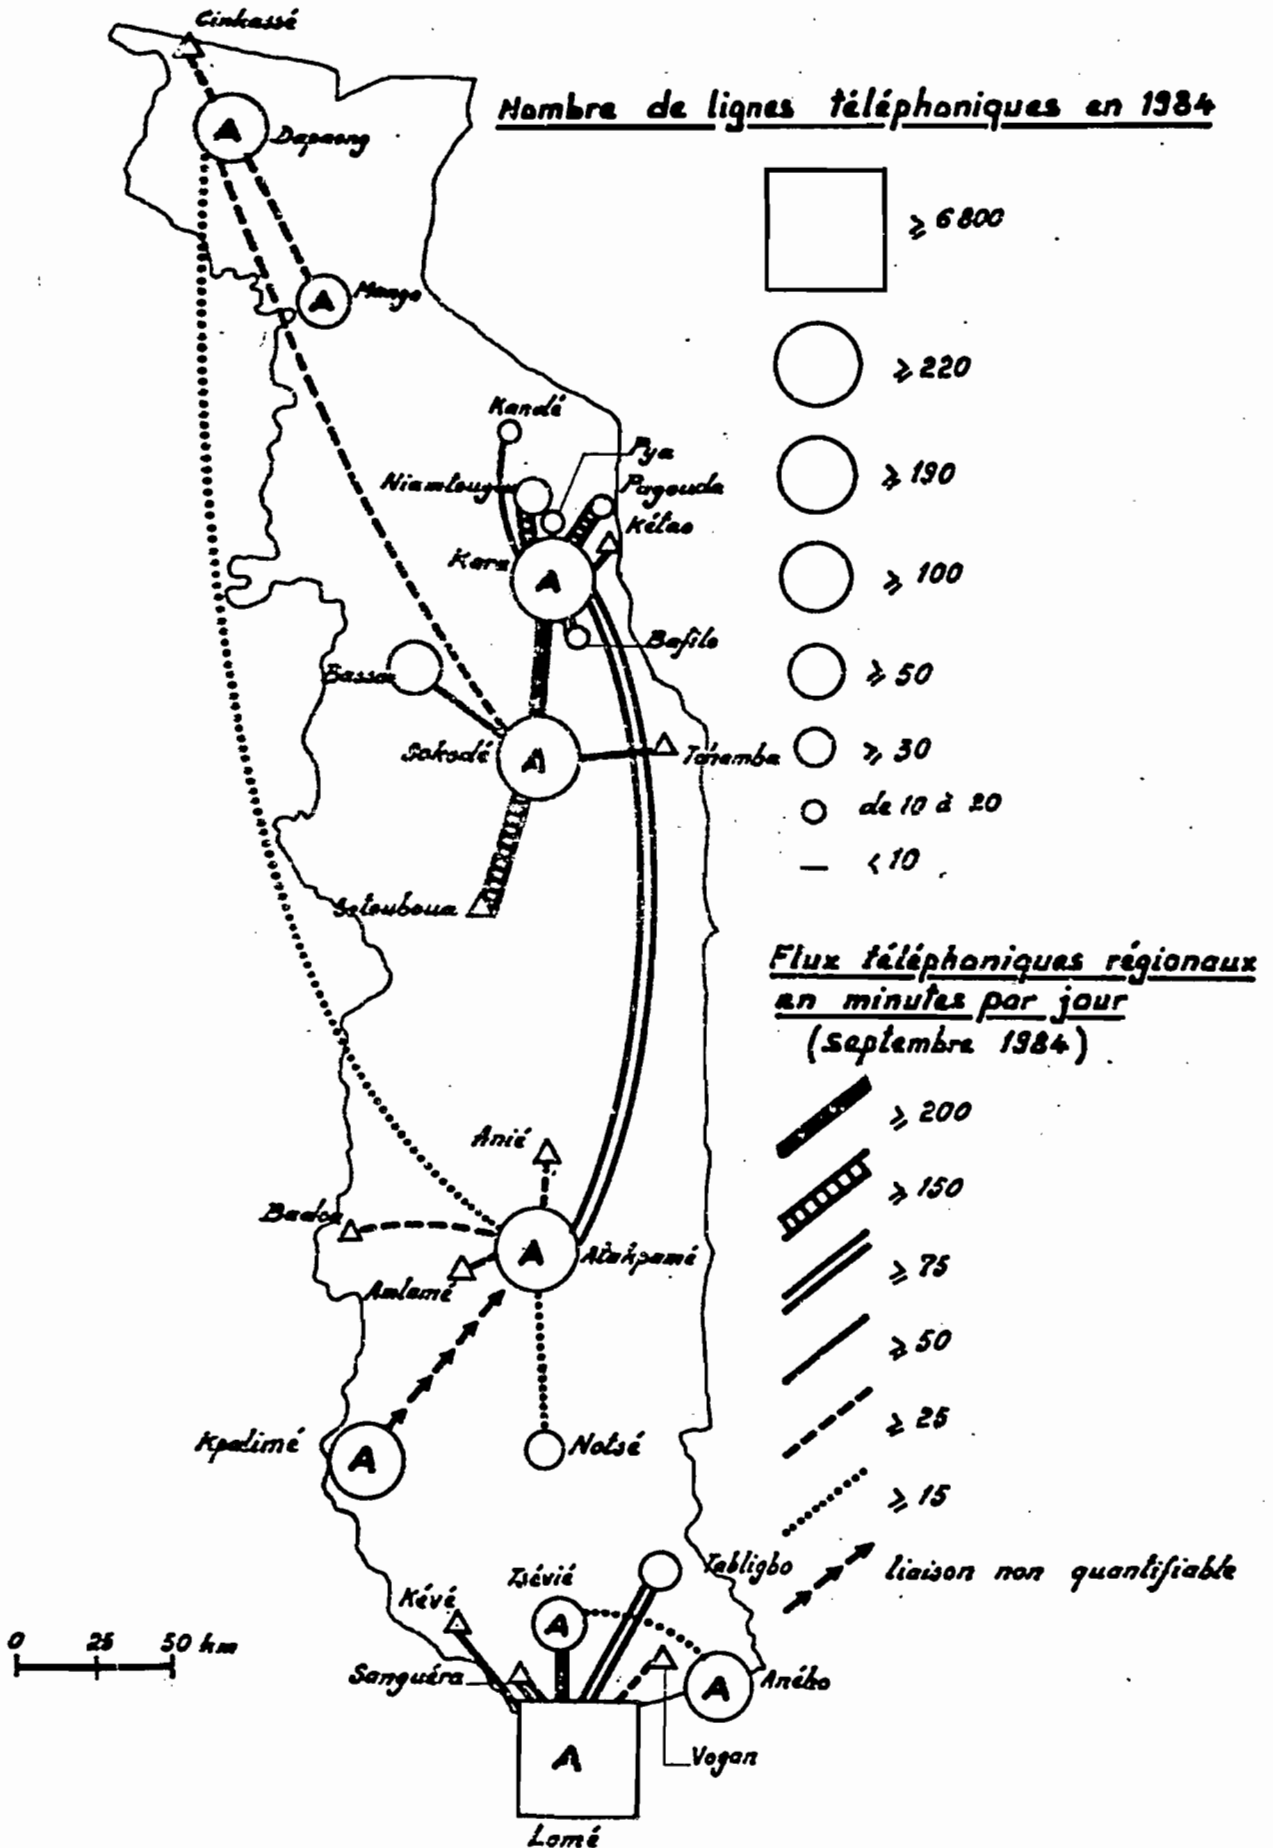 Cinkassé
Nombre de lignes téléphoniques en 1984
A
Dapaong
≥ 6800
A
Mango
≥ 220
Kandé
Pya
Niamtougou
Pagouda
≥ 190
Kétao
Kara
A
≥ 100
Bafilo
Bassar
≥ 50
Sokodé
A
Tchamba
≥ 30
de 10 à 20
< 10
Sotouboua
Flux téléphoniques régionaux
en minutes par jour
(septembre 1984)
≥ 200
Anié
≥ 150
Badou
A
Atakpamé
≥ 75
Amlamé
≥ 50
≥ 25
Kpalimé
A
Notsé
≥ 15
Tabligbo
liaison non quantifiable
Tsévié
Kévé
A
0 25 50 km
Sanguéra
A
Aného
A
Vogan
Lomé